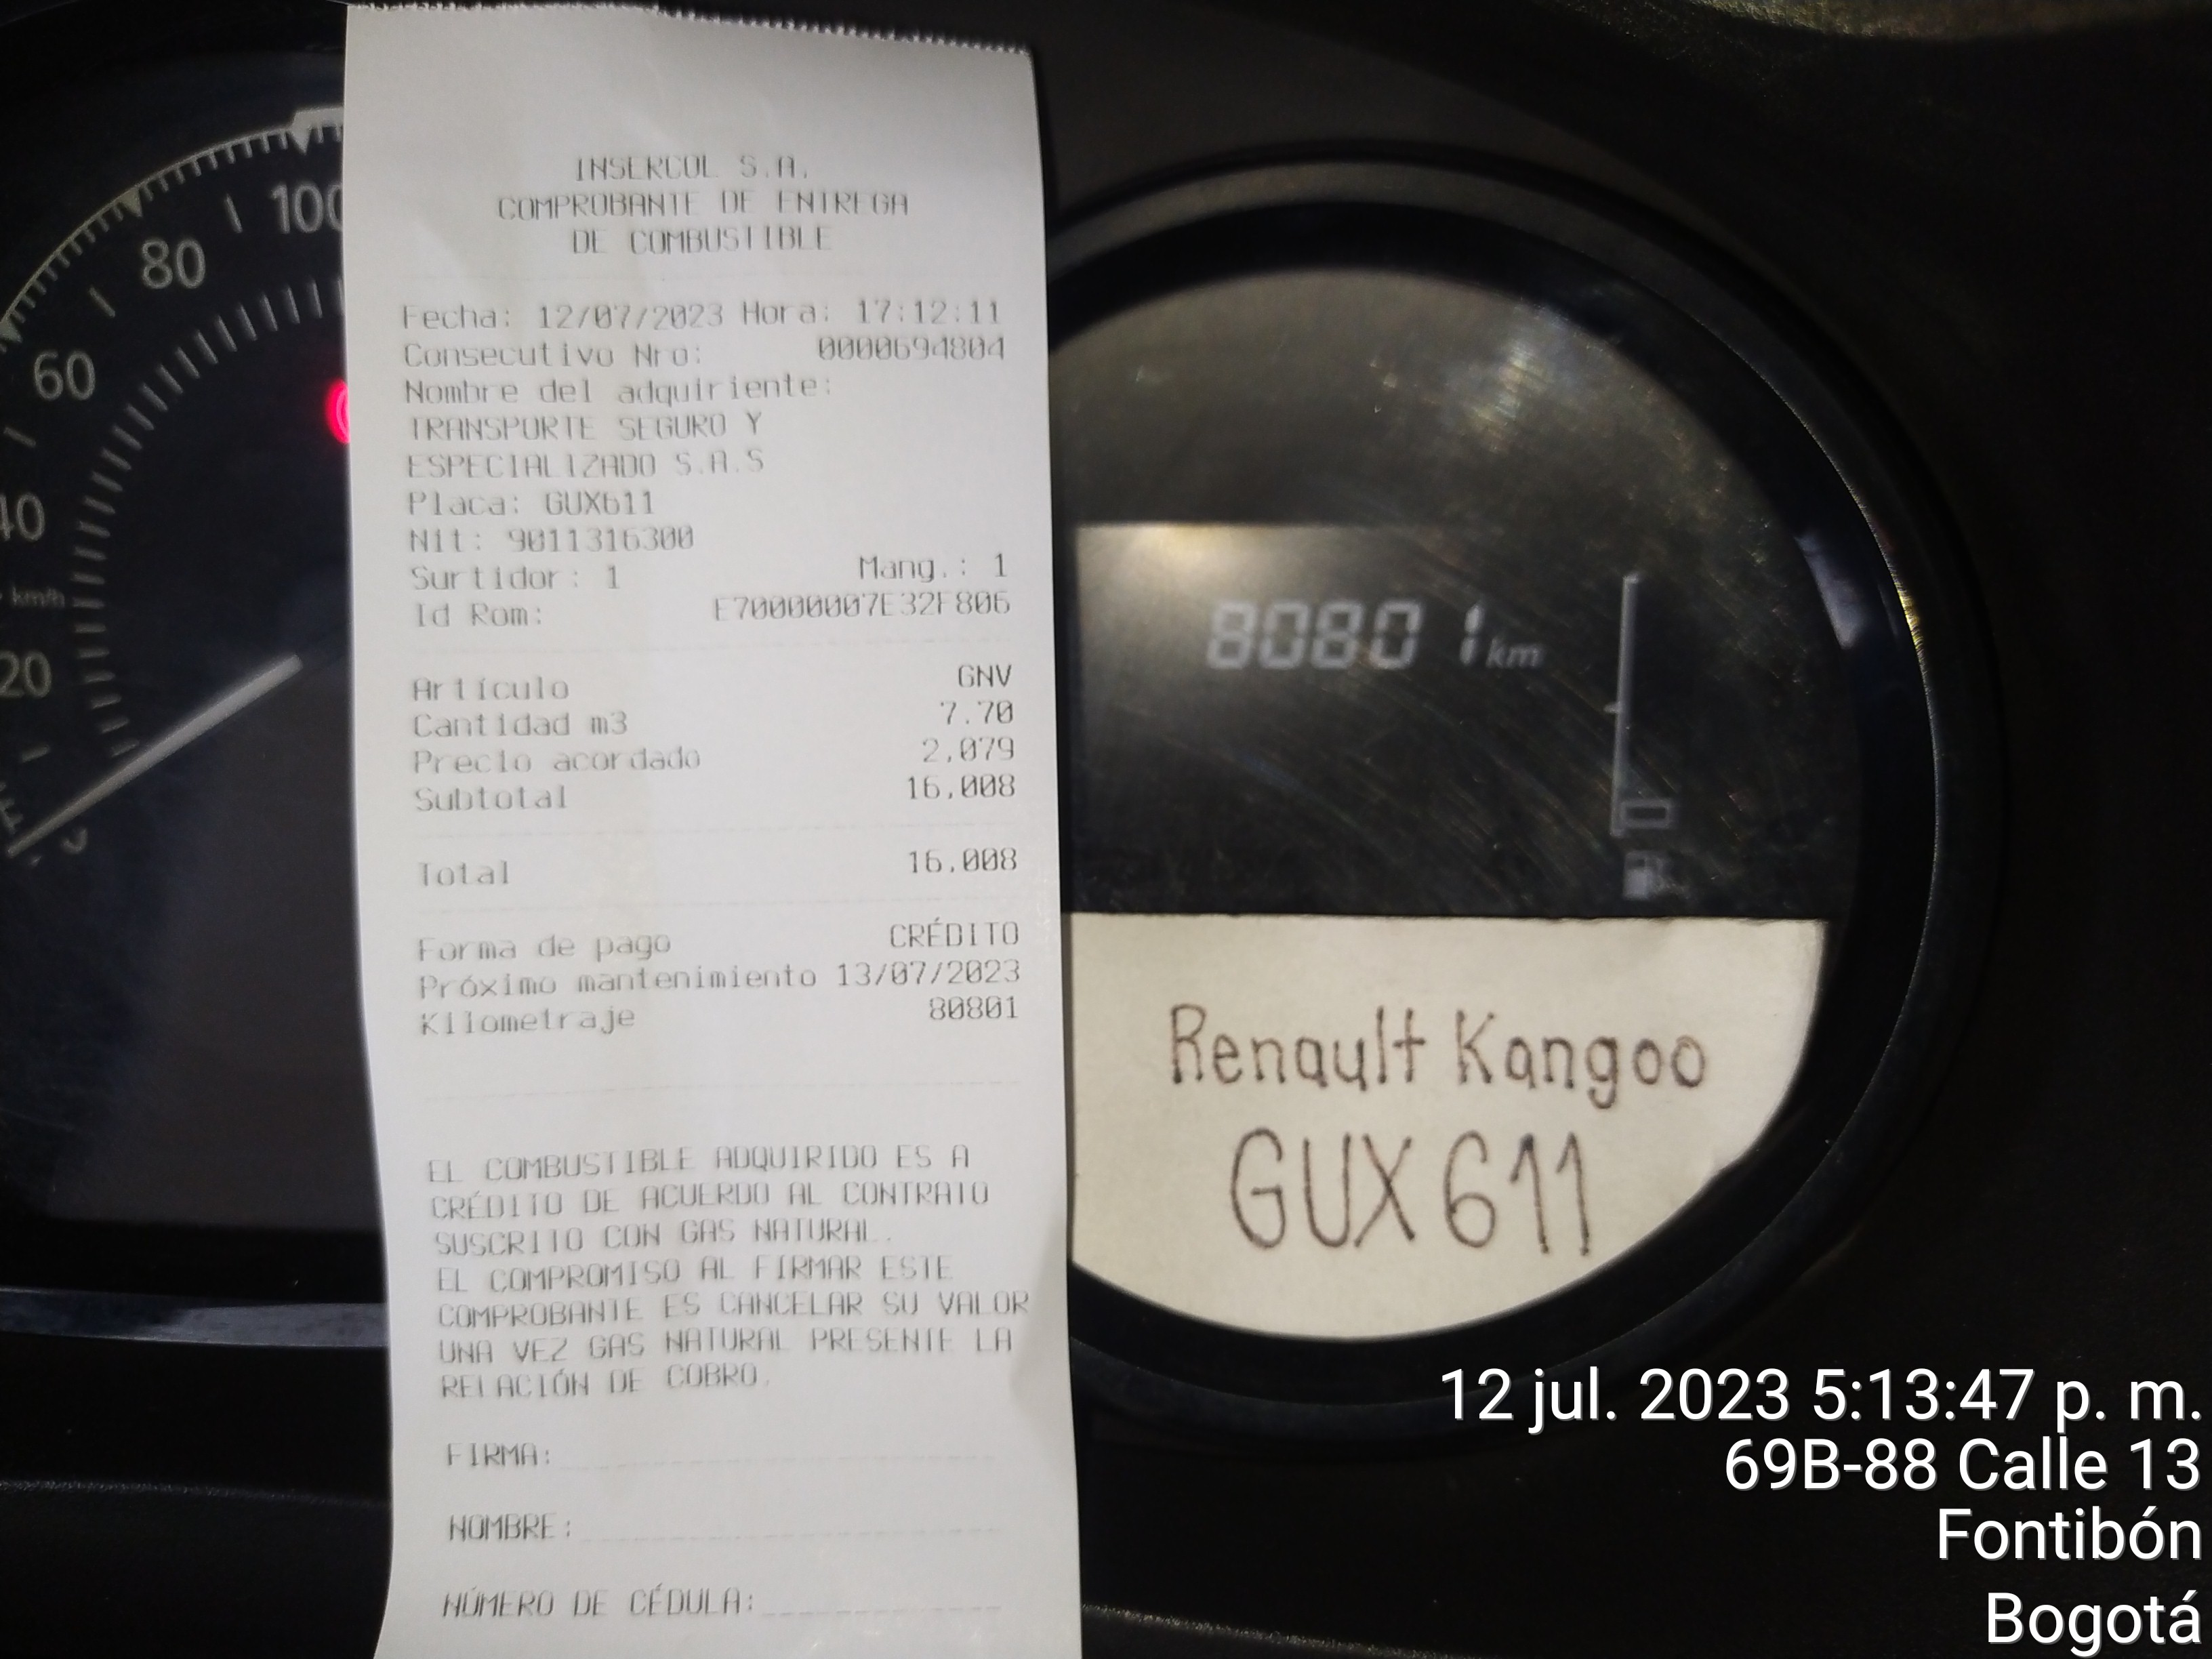 INSERCOL S.A.
COMPROBANTE DE ENTREGA
DE COMBUSTIBLE
Fecha: 12/07/2023 Hora: 17:12:11
Consecutivo Nro: 0000694804
Nombre del adquiriente:
TRANSPORTE SEGURO Y
ESPECIALIZADO S.A.S
Placa: GUX611
Nit: 9011316300
Surtidor: 1 Mang.: 1
Id Rom: E70000007E32F806
Artículo GNV
Cantidad m3 7.70
Precio acordado 2,079
Subtotal 16,008
Total 16,008
Forma de pago CRÉDITO
Próximo mantenimiento 13/07/2023
Kilometraje 80801
EL COMBUSTIBLE ADQUIRIDO ES A
CRÉDITO DE ACUERDO AL CONTRATO
SUSCRITO CON GAS NATURAL.
EL COMPROMISO AL FIRMAR ESTE
COMPROBANTE ES CANCELAR SU VALOR
UNA VEZ GAS NATURAL PRESENTE LA
RELACIÓN DE COBRO.
FIRMA:
NOMBRE:
NÚMERO DE CÉDULA:
100
80
60
40
km/h
20
80801 km
Renault Kangoo
GUX611
12 jul. 2023 5:13:47 p. m.
69B-88 Calle 13
Fontibón
Bogotá